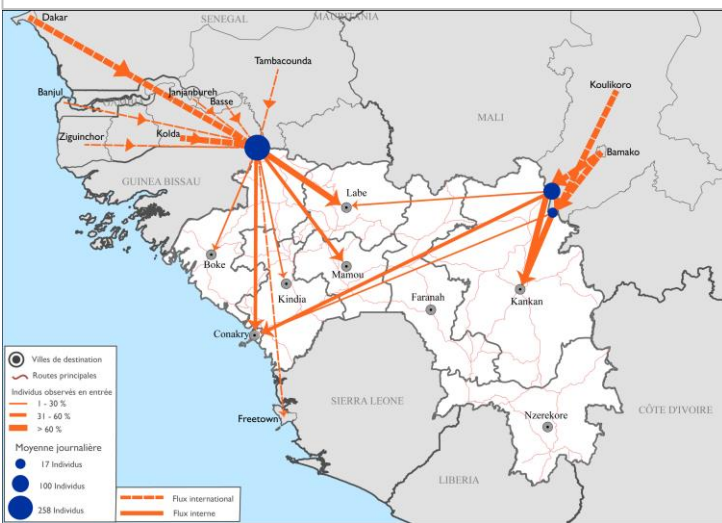 Dakar
SENEGAL
MAURITANIA
Tambacounda
Koulikoro
Banjul
Janjanbureh
Basse
MALI
Ziguinchor
Kolda
Bamako
GUINEA BISSAU
Labe
Boke
Mamou
Kindia
Faranah
Kankan
Conakry
SIERRA LEONE
CÔTE D'IVOIRE
Freetown
Nzerekore
LIBERIA
Villes de destination
Routes principales
Individus observés en entrée
1 - 30 %
31 - 60 %
> 60 %
Moyenne journalière
17 Individus
100 Individus
258 Individus
Flux international
Flux interne